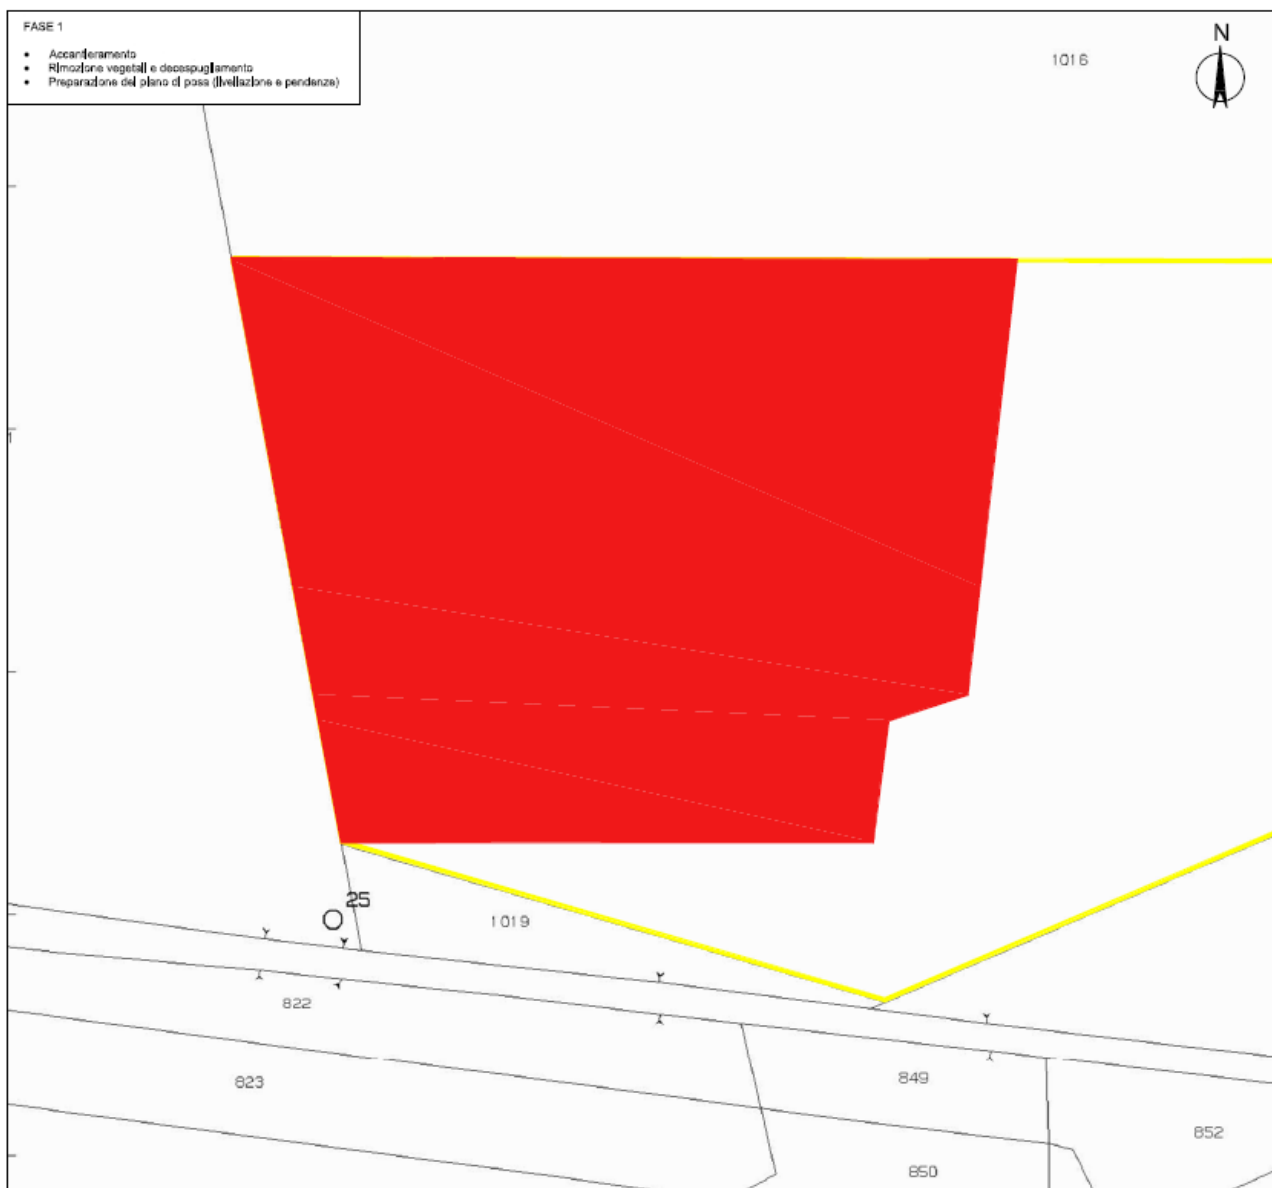 FASE 1
• Accantieramento
• Rimozione vegetali e decespugliamento
• Preparazione del piano di posa (livellazione e pendenze)
N
1016
1
25
1019
822
823
849
852
850